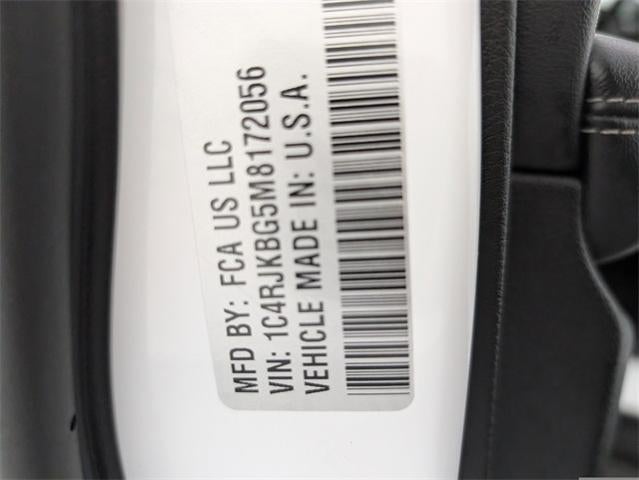 MFD BY: FCA US LLC
VIN: 1C4RJKBG5M8172056
VEHICLE MADE IN: U.S.A.